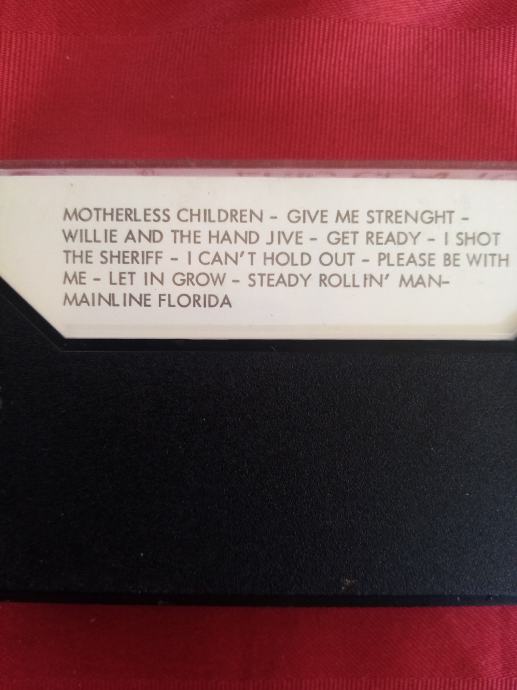 MOTHERLESS CHILDREN - GIVE ME STRENGHT -
WILLIE AND THE HAND JIVE - GET READY - I SHOT
THE SHERIFF - I CAN'T HOLD OUT - PLEASE BE WITH
ME - LET IN GROW - STEADY ROLLIN' MAN-
MAINLINE FLORIDA